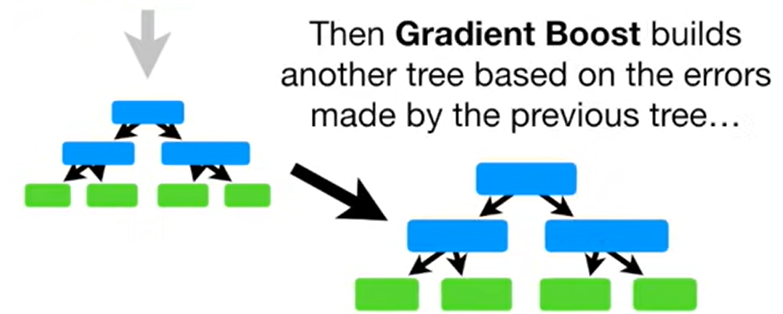 Then Gradient Boost builds
another tree based on the errors
made by the previous tree…